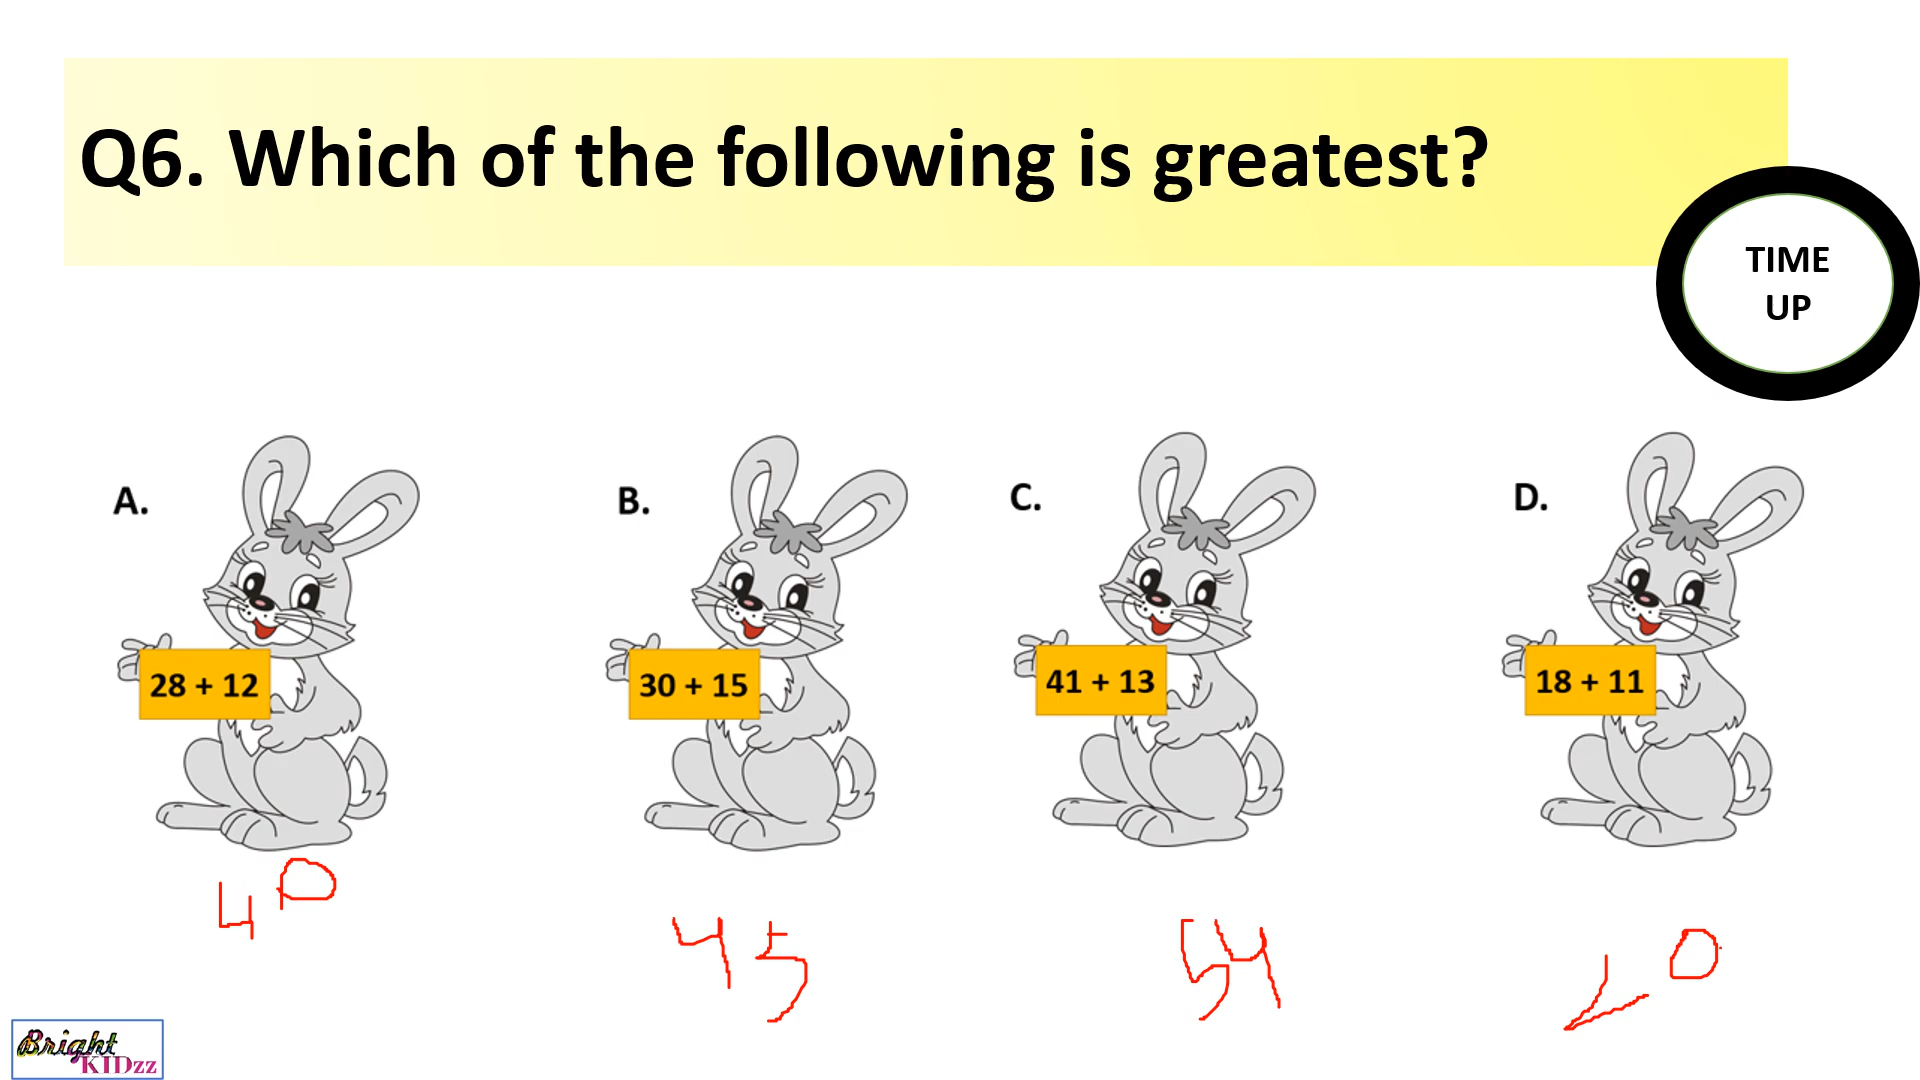 Q6. Which of the following is greatest?
TIME
UP
A.
B.
C.
D.
28 + 12
30 + 15
41 + 13
18 + 11
40
45
54
Bright
KIDzz